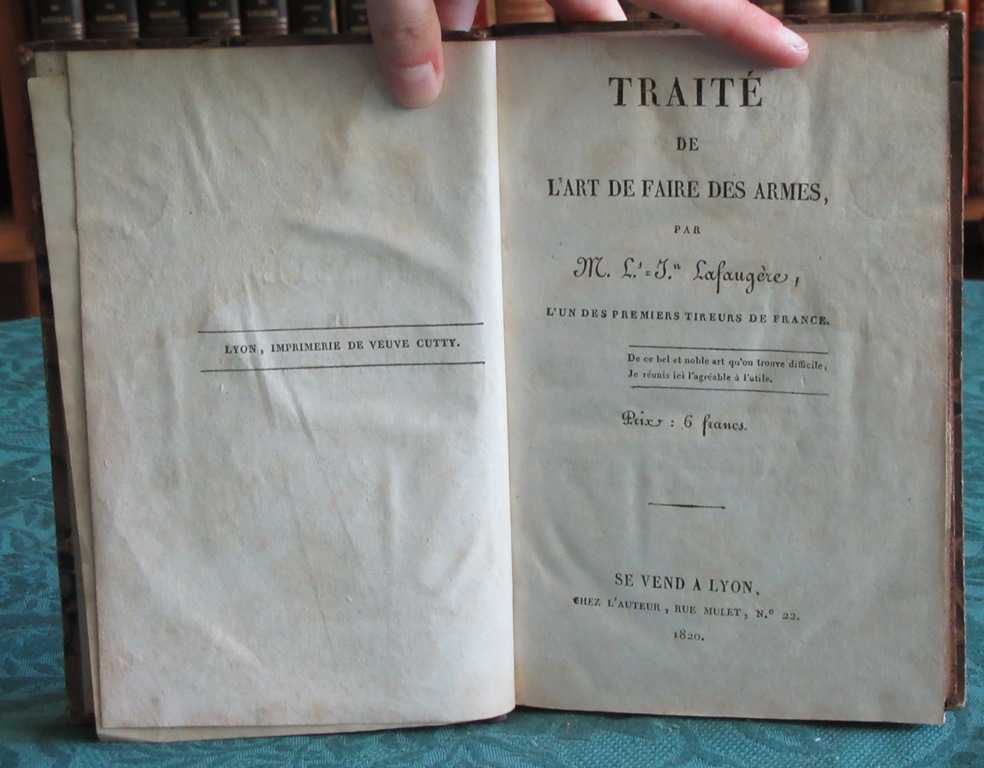 LYON, IMPRIMERIE DE VEUVE CUTTY.
TRAITÉ
DE
L'ART DE FAIRE DES ARMES,
PAR
M. L.s=J.n Lafaugère,
L'UN DES PREMIERS TIREURS DE FRANCE.
De ce bel et noble art qu'on trouve difficile,
Je réunis ici l'agréable à l'utile.
Prix : 6 francs.
SE VEND A LYON,
CHEZ L'AUTEUR, RUE MULET, N.° 22.
1820.